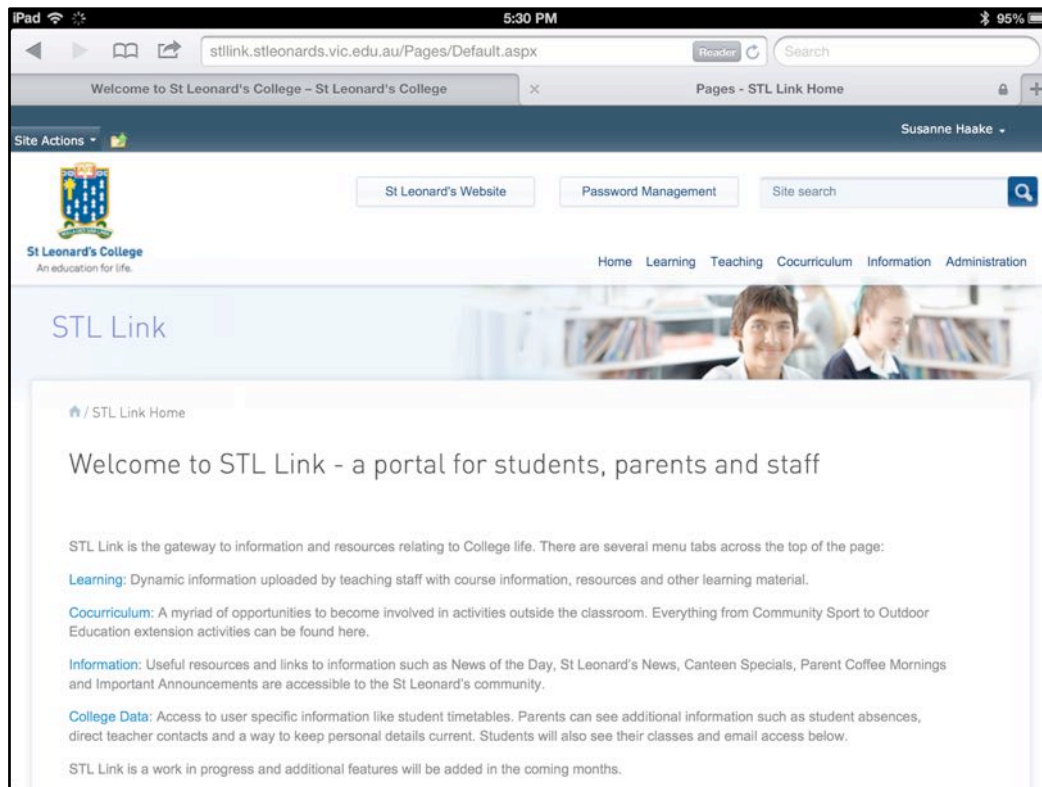 iPad 5:30 PM 95%
stllink.stleonards.vic.edu.au/Pages/Default.aspx Reader Search
Welcome to St Leonard's College – St Leonard's College Pages - STL Link Home
Site Actions Susanne Haake
St Leonard's Website Password Management Site search
St Leonard's College
An education for life.
Home Learning Teaching Cocurriculum Information Administration
STL Link
/ STL Link Home
Welcome to STL Link - a portal for students, parents and staff
STL Link is the gateway to information and resources relating to College life. There are several menu tabs across the top of the page:
Learning: Dynamic information uploaded by teaching staff with course information, resources and other learning material.
Cocurriculum: A myriad of opportunities to become involved in activities outside the classroom. Everything from Community Sport to Outdoor
Education extension activities can be found here.
Information: Useful resources and links to information such as News of the Day, St Leonard's News, Canteen Specials, Parent Coffee Mornings
and Important Announcements are accessible to the St Leonard's community.
College Data: Access to user specific information like student timetables. Parents can see additional information such as student absences,
direct teacher contacts and a way to keep personal details current. Students will also see their classes and email access below.
STL Link is a work in progress and additional features will be added in the coming months.